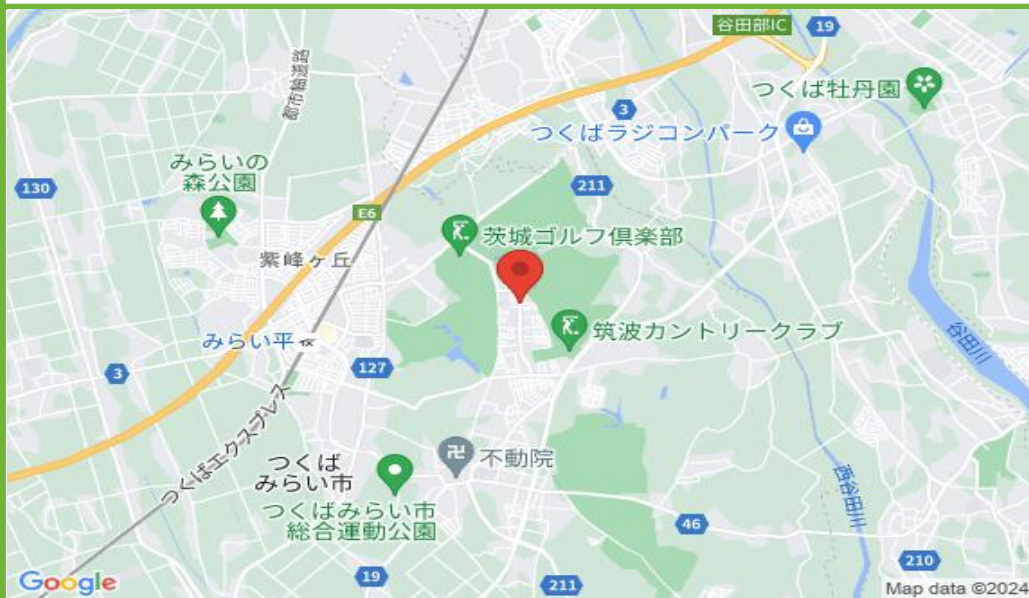 谷田部IC
19
都市軸道路
3
つくば牡丹園
つくばラジコンパーク
みらいの
森公園
130
211
E6
茨城ゴルフ倶楽部
紫峰ヶ丘
みらい平
筑波カントリークラブ
谷田川
3
127
つくばエクスプレス
つくば
みらい市
不動院
西谷田川
つくばみらい市
総合運動公園
46
19
211
210
Google
Map data ©2024